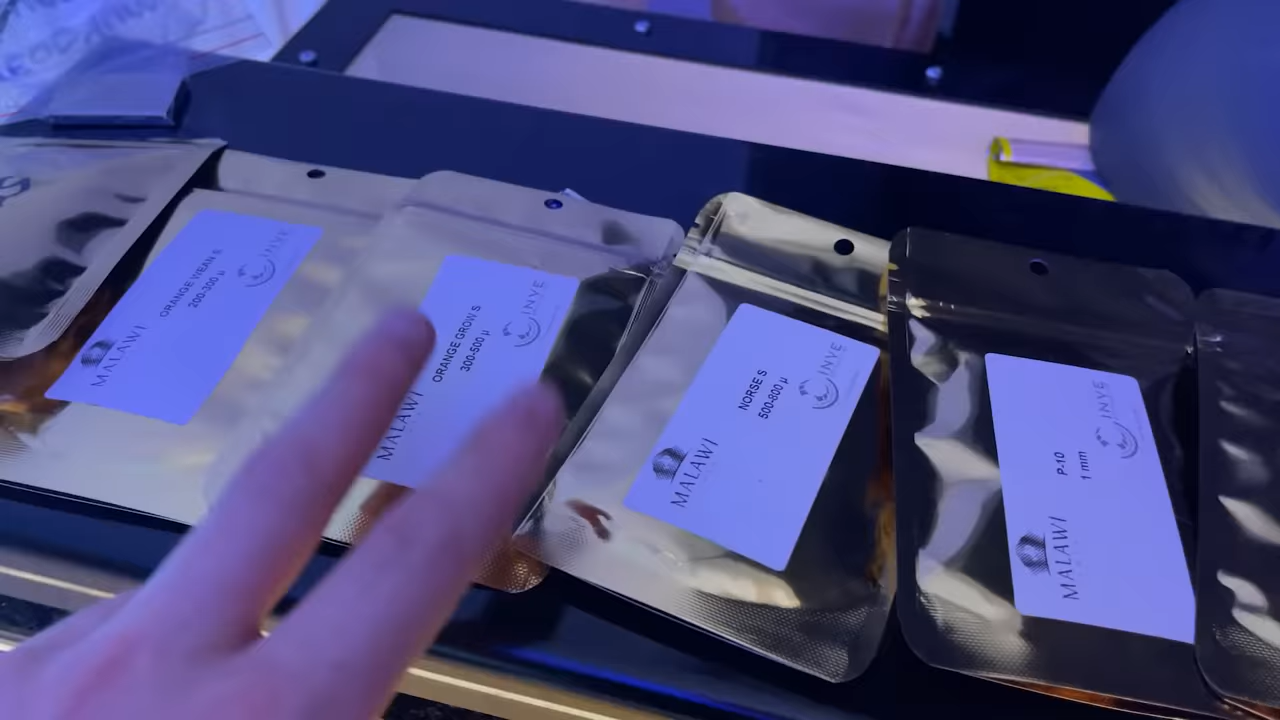 ORANGE WEAN S
200-300 µ
INVE
MALAWI
ORANGE GROW S
300-500 µ
INVE
MALAWI
NORSE S
500-800 µ
INVE
MALAWI
P-10
1 mm
INVE
MALAWI